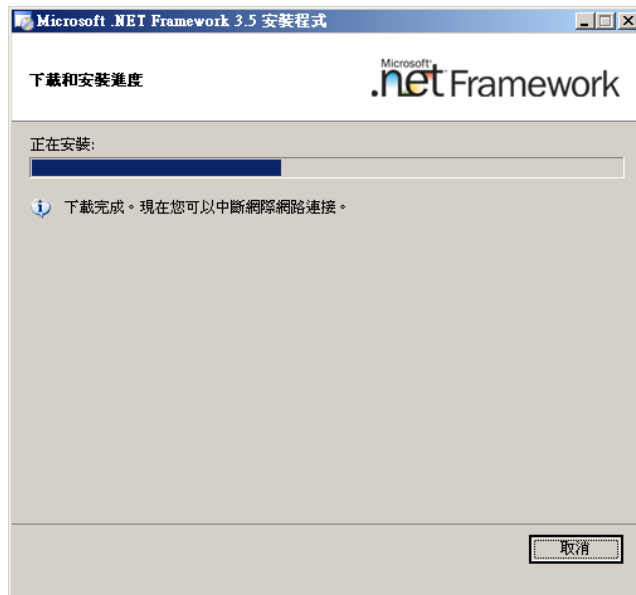 Microsoft .NET Framework 3.5 安裝程式
下載和安裝進度
Microsoft
.net Framework
正在安裝:
下載完成。現在您可以中斷網際網路連接。
取消